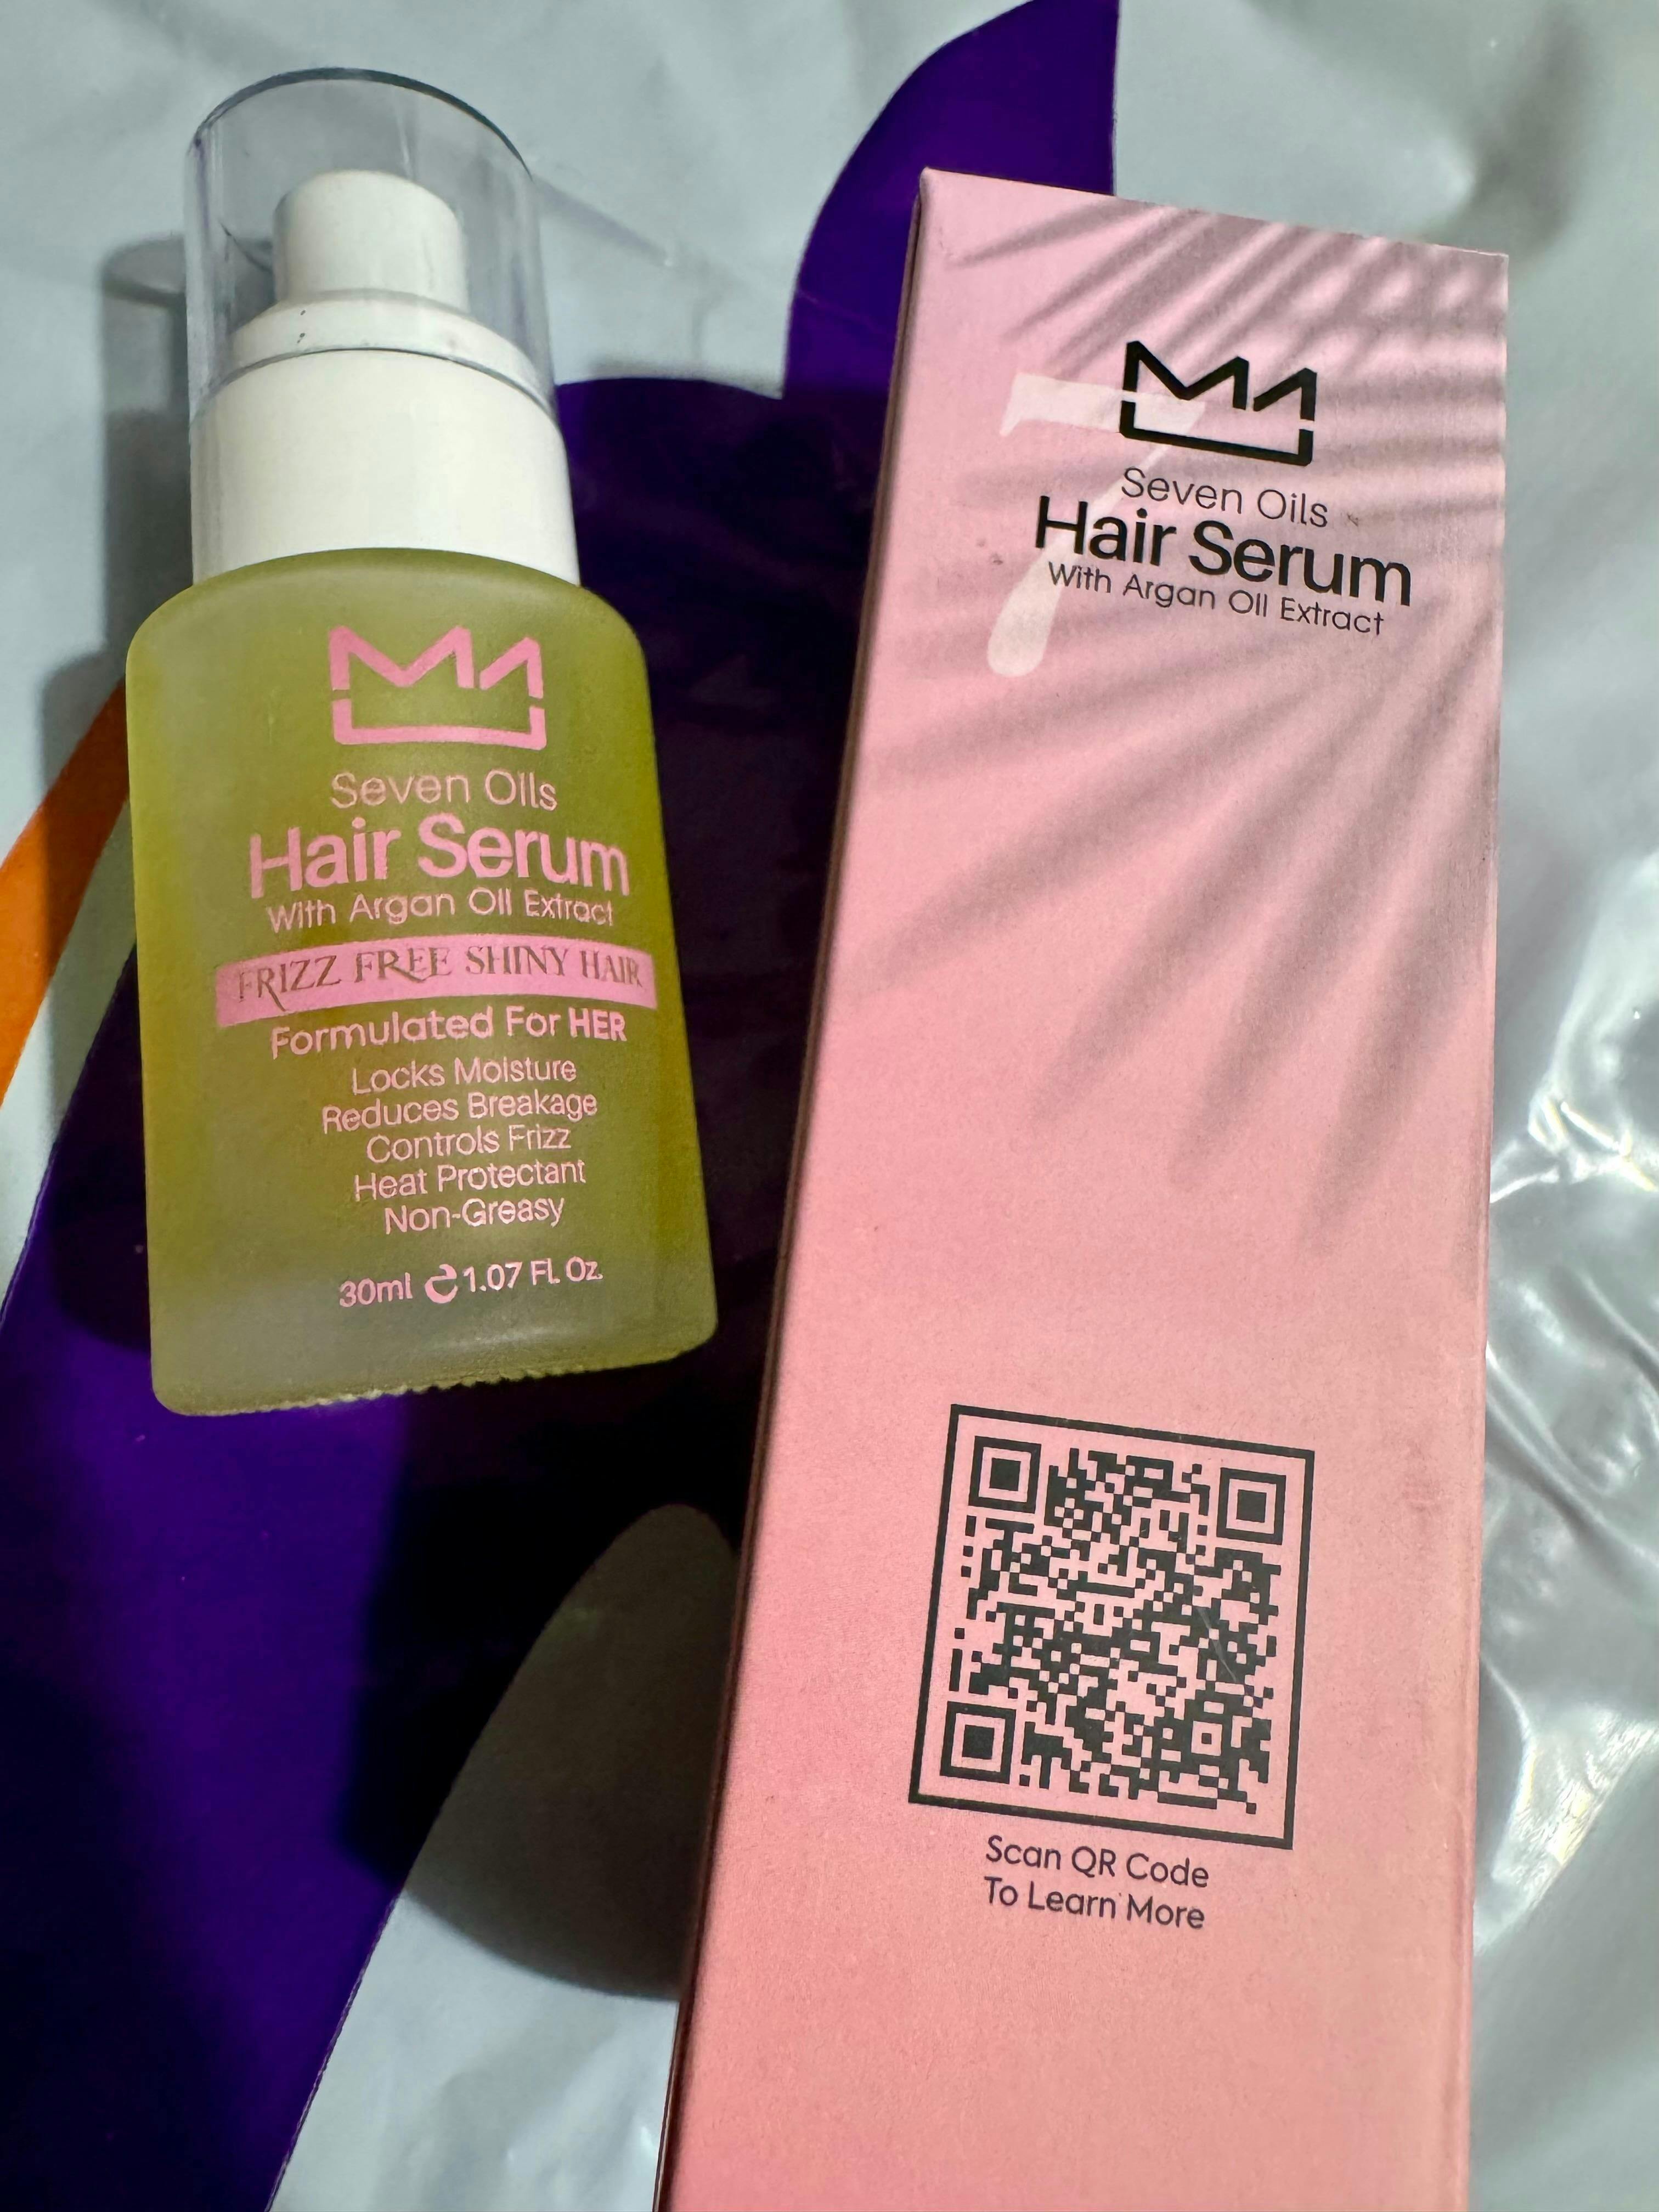 Seven Oils
Hair Serum
With Argan Oil Extract
FRIZZ FREE SHINY HAIR
Formulated For HER
Locks Moisture
Reduces Breakage
Controls Frizz
Heat Protectant
Non-Greasy
30ml ℮ 1.07 Fl. Oz.
7
Seven Oils
Hair Serum
With Argan Oil Extract
Scan QR Code
To Learn More